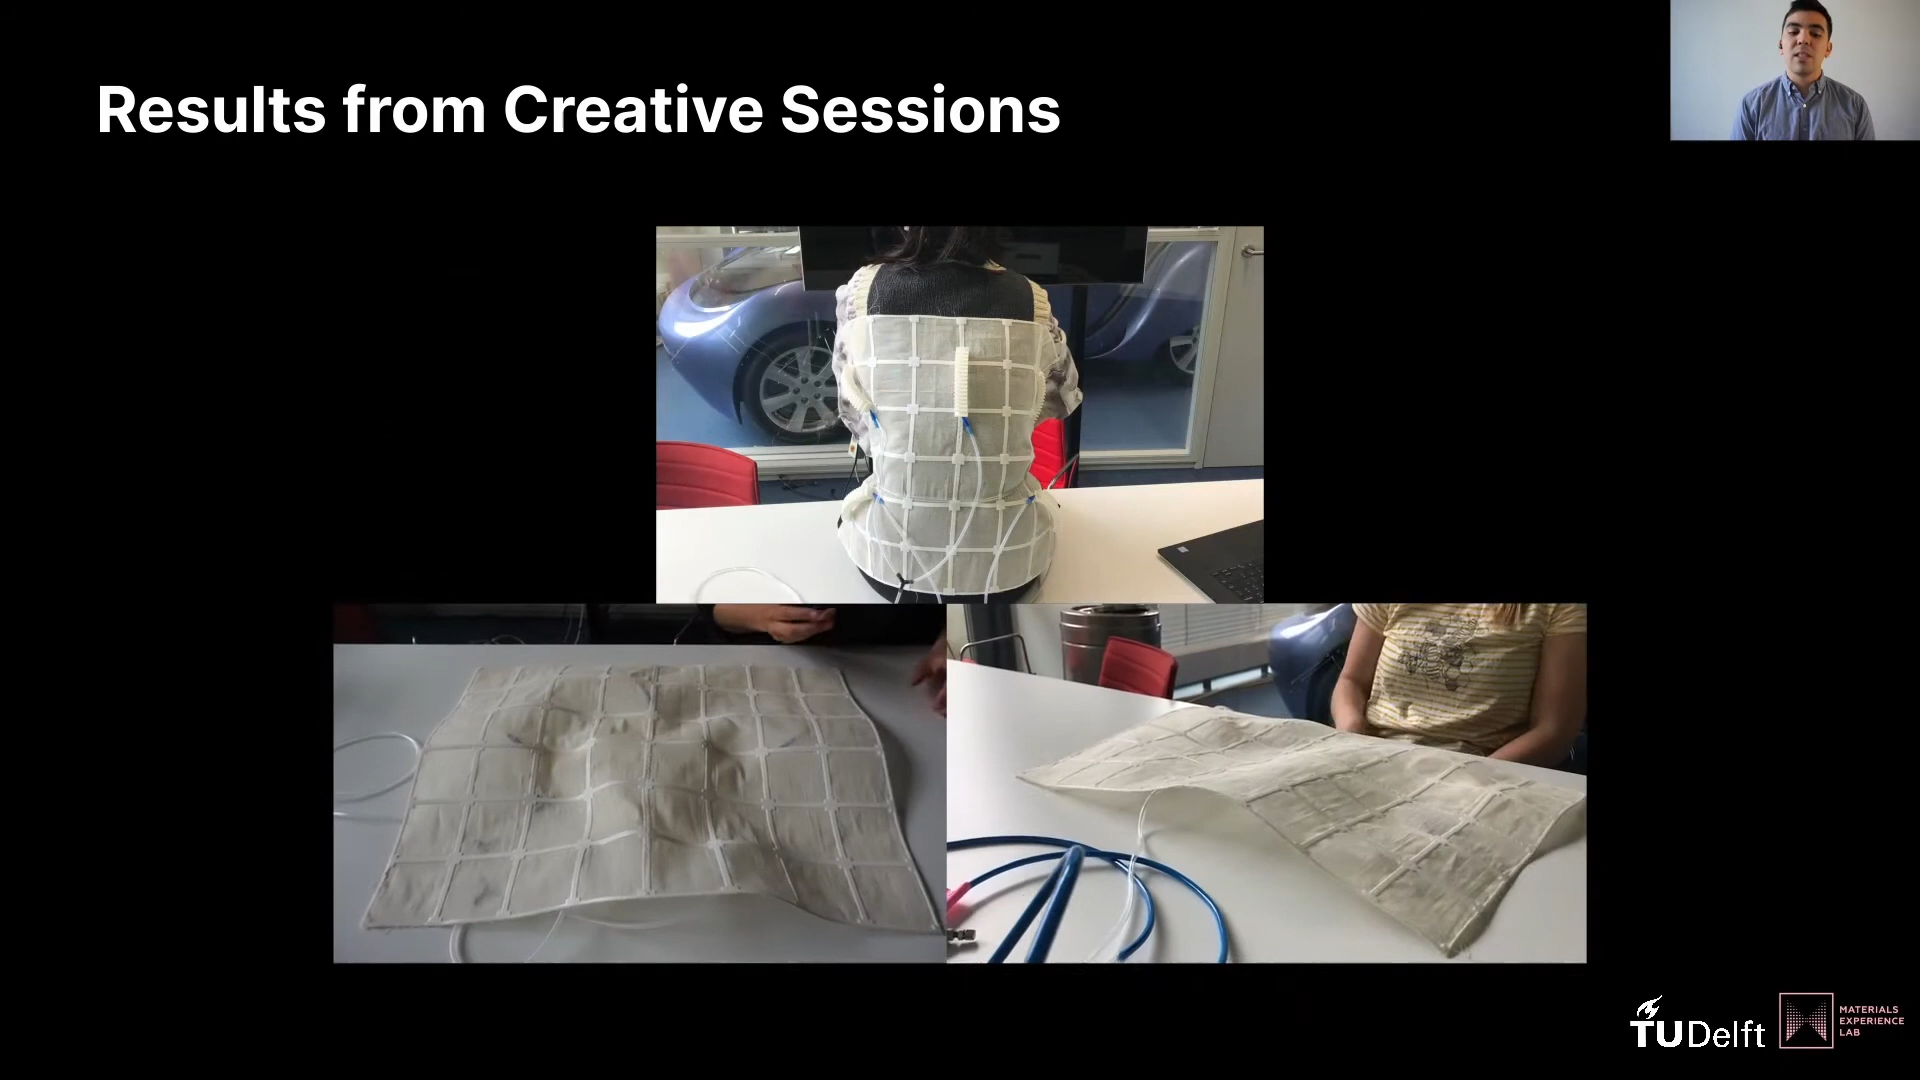 Results from Creative Sessions
TUDelft
MATERIALS
EXPERIENCE
LAB